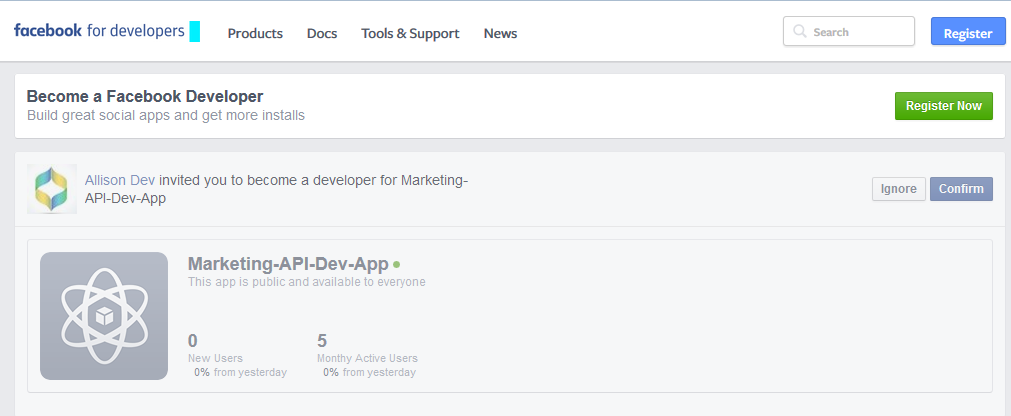 facebook for developers Products Docs Tools & Support News Search Register
Become a Facebook Developer
Build great social apps and get more installs
Register Now
Allison Dev invited you to become a developer for Marketing-
API-Dev-App
Ignore Confirm
Marketing-API-Dev-App
This app is public and available to everyone
0 5
New Users Monthy Active Users
0% from yesterday 0% from yesterday